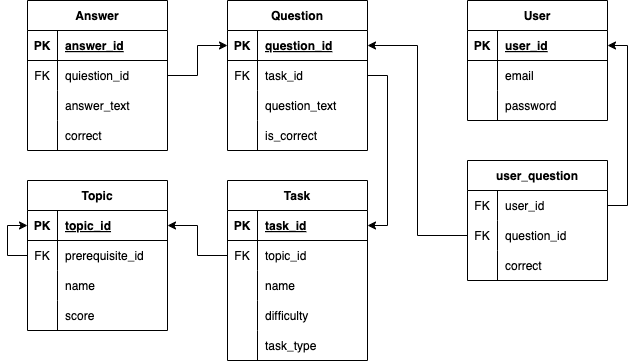 Answer
PK answer_id
FK quiestion_id
answer_text
correct
Question
PK question_id
FK task_id
question_text
is_correct
User
PK user_id
email
password
Topic
PK topic_id
FK prerequisite_id
name
score
Task
PK task_id
FK topic_id
name
difficulty
task_type
user_question
FK user_id
FK question_id
correct